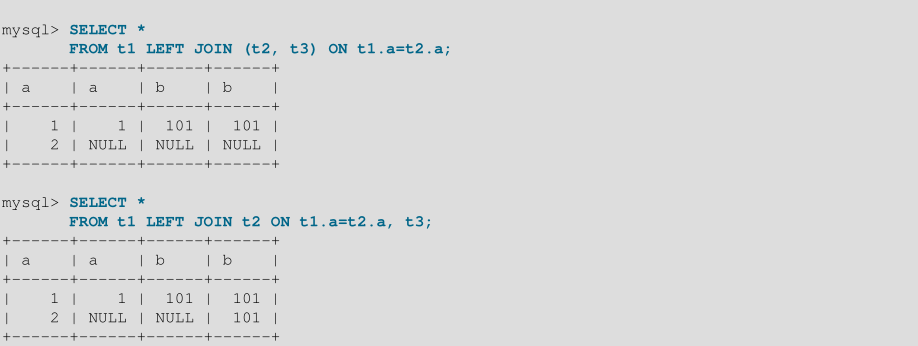 mysql> SELECT *
       FROM t1 LEFT JOIN (t2, t3) ON t1.a=t2.a;
+------+------+------+------+
| a    | a    | b    | b    |
+------+------+------+------+
|    1 |    1 |  101 |  101 |
|    2 | NULL | NULL | NULL |
+------+------+------+------+

mysql> SELECT *
       FROM t1 LEFT JOIN t2 ON t1.a=t2.a, t3;
+------+------+------+------+
| a    | a    | b    | b    |
+------+------+------+------+
|    1 |    1 |  101 |  101 |
|    2 | NULL | NULL |  101 |
+------+------+------+------+